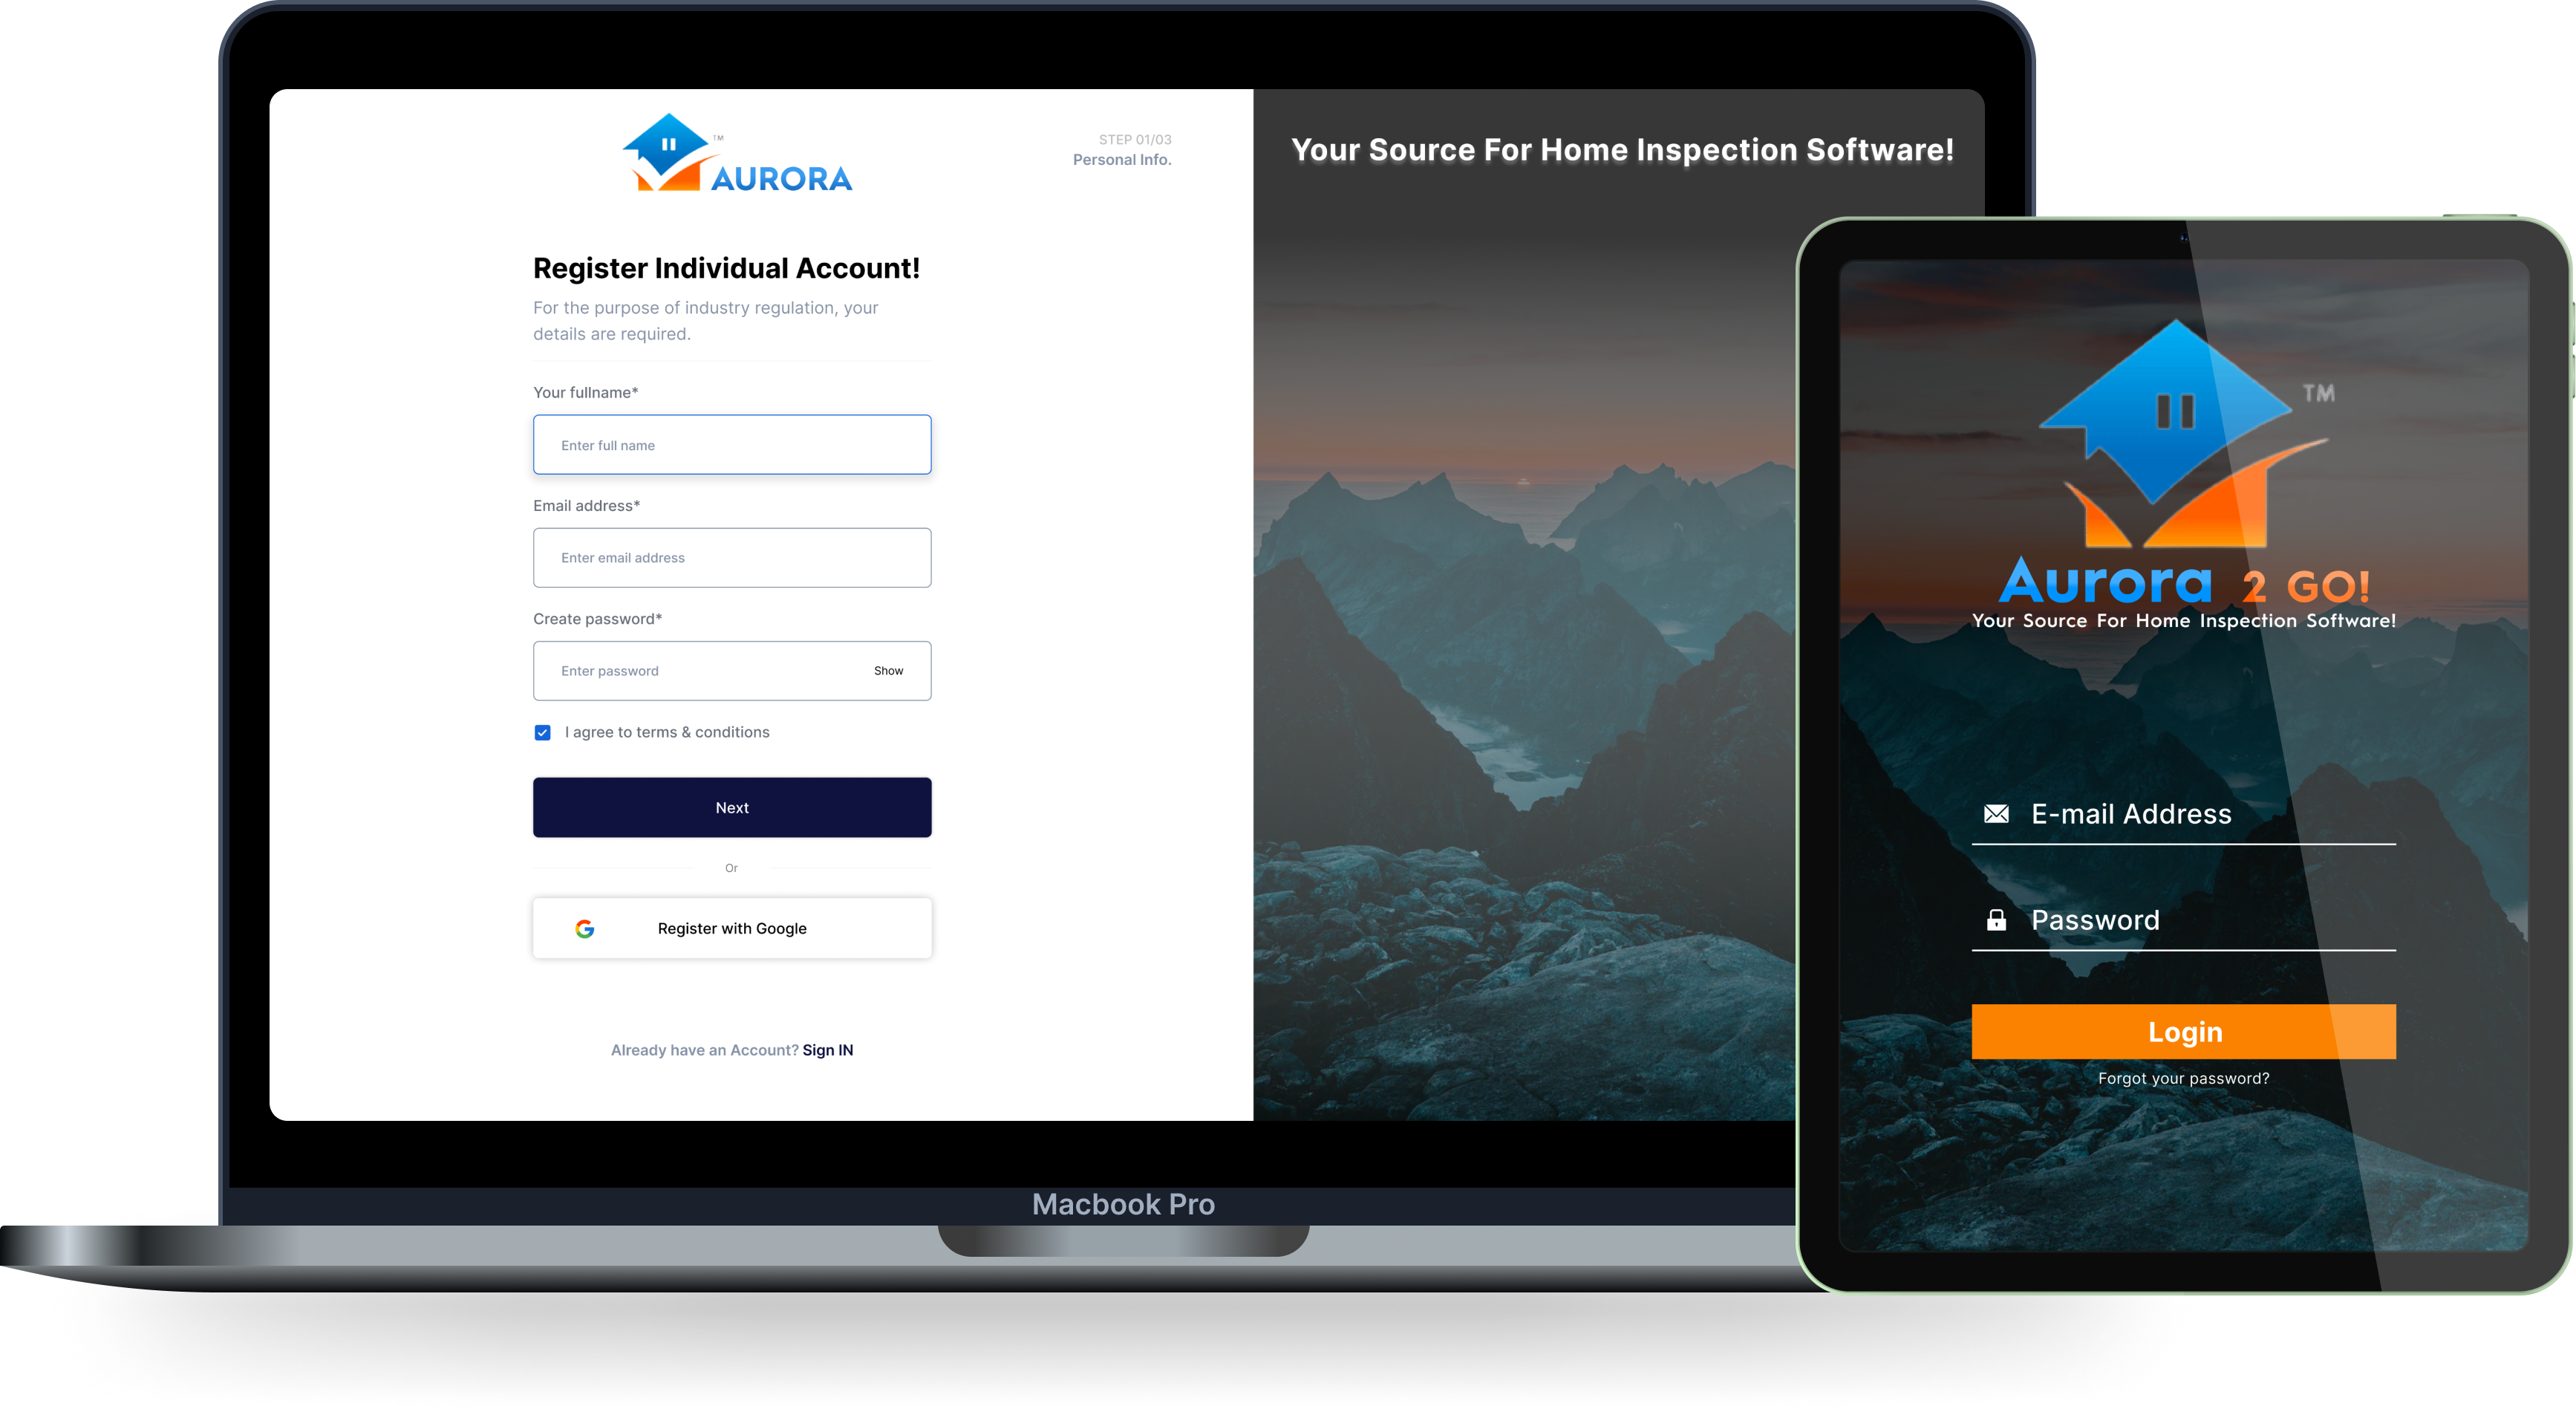 ™
AURORA
STEP 01/03
Personal Info.
Register Individual Account!
For the purpose of industry regulation, your
details are required.
Your fullname*
Enter full name
Email address*
Enter email address
Create password*
Enter password
Show
I agree to terms & conditions
Next
Or
Register with Google
Already have an Account? Sign IN
Your Source For Home Inspection Software!
Macbook Pro
TM
Aurora 2 GO!
Your Source For Home Inspection Software!
E-mail Address
Password
Login
Forgot your password?